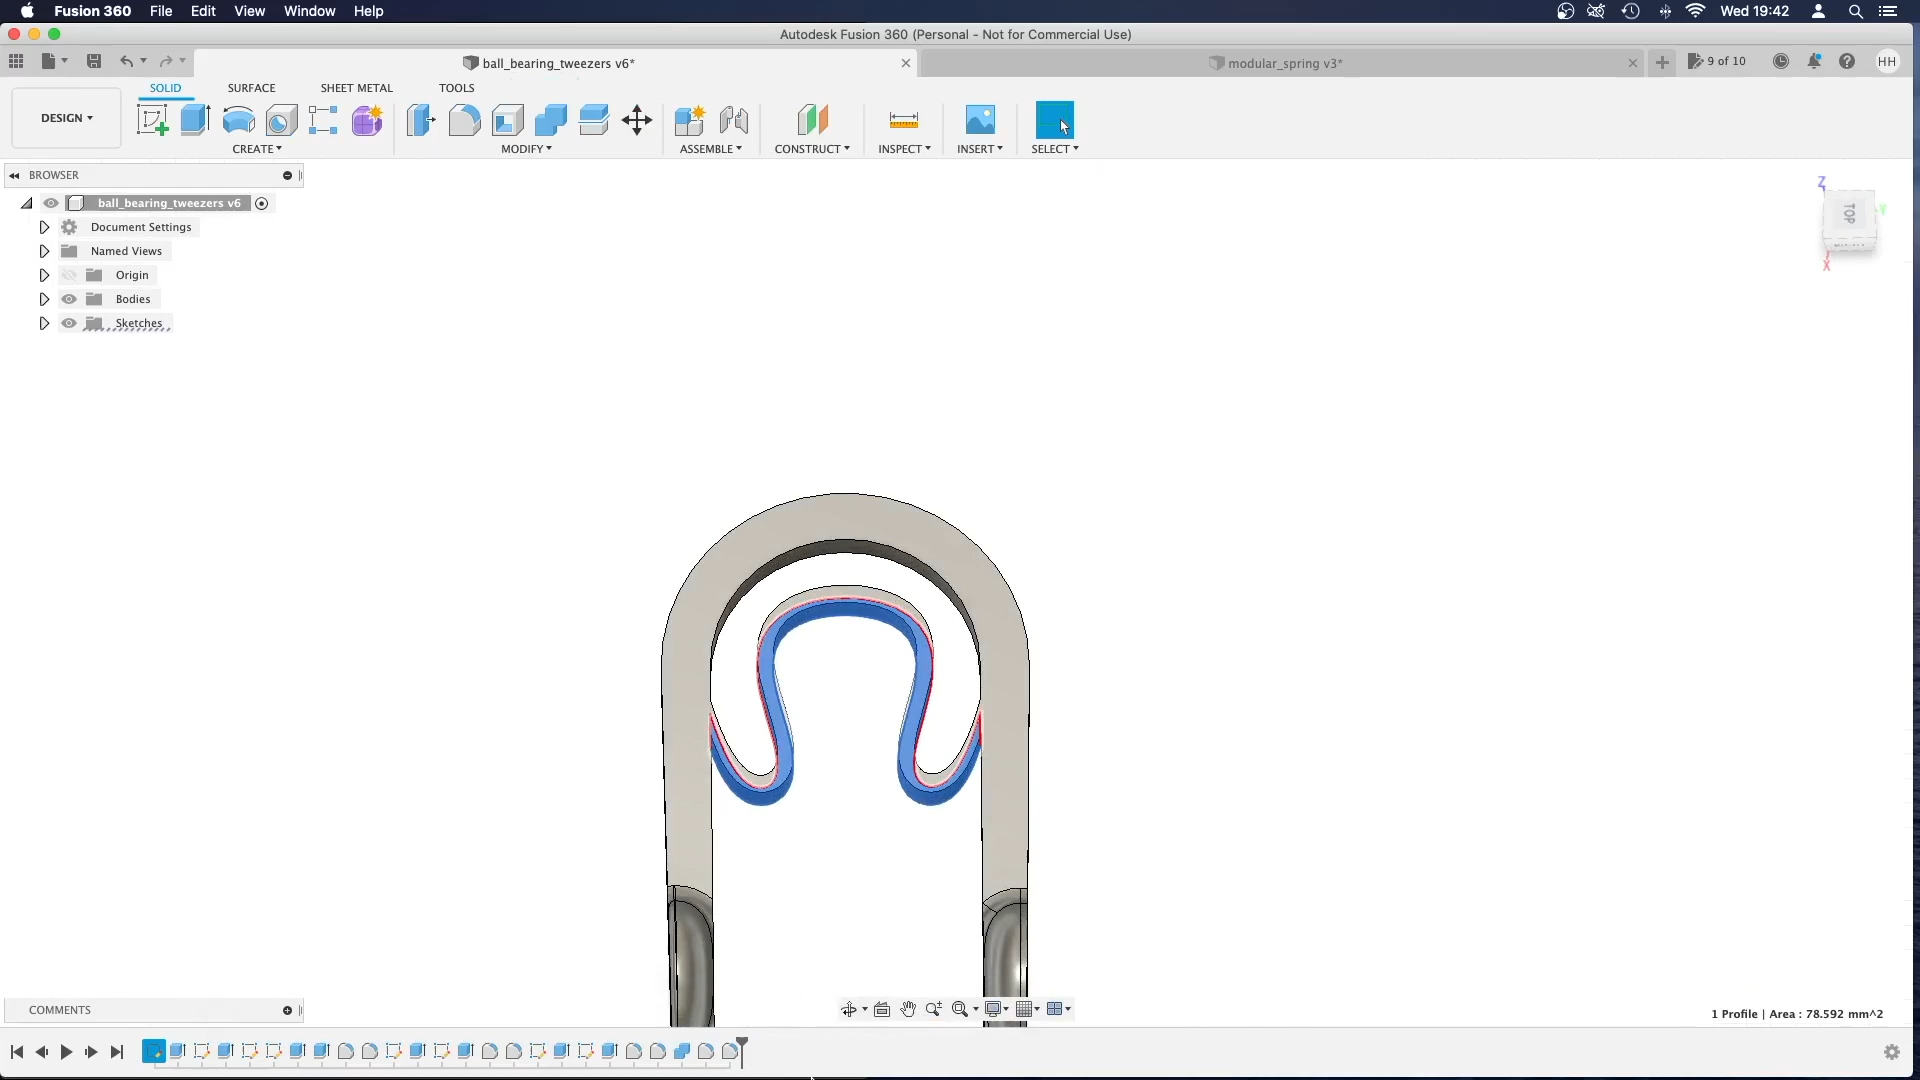 Fusion 360 File Edit View Window Help Wed 19:42
Autodesk Fusion 360 (Personal - Not for Commercial Use)
ball_bearing_tweezers v6* modular_spring v3* 9 of 10 HH
SOLID SURFACE SHEET METAL TOOLS
DESIGN
CREATE MODIFY ASSEMBLE CONSTRUCT INSPECT INSERT SELECT
BROWSER
ball_bearing_tweezers v6
Document Settings
Named Views
Origin
Bodies
Sketches
Z
TOP
Y
X
COMMENTS
1 Profile | Area : 78.592 mm^2